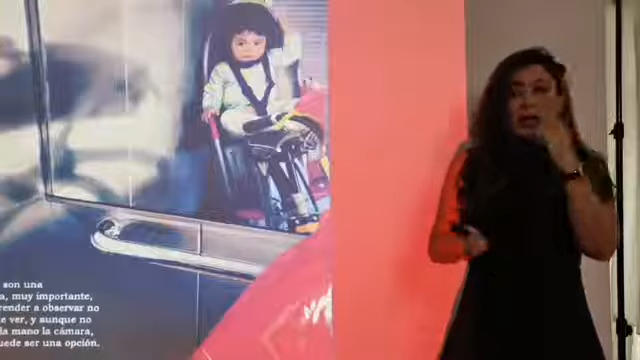 son una
a, muy importante,
render a observar no
e ver, y aunque no
la mano la cámara,
uede ser una opción.